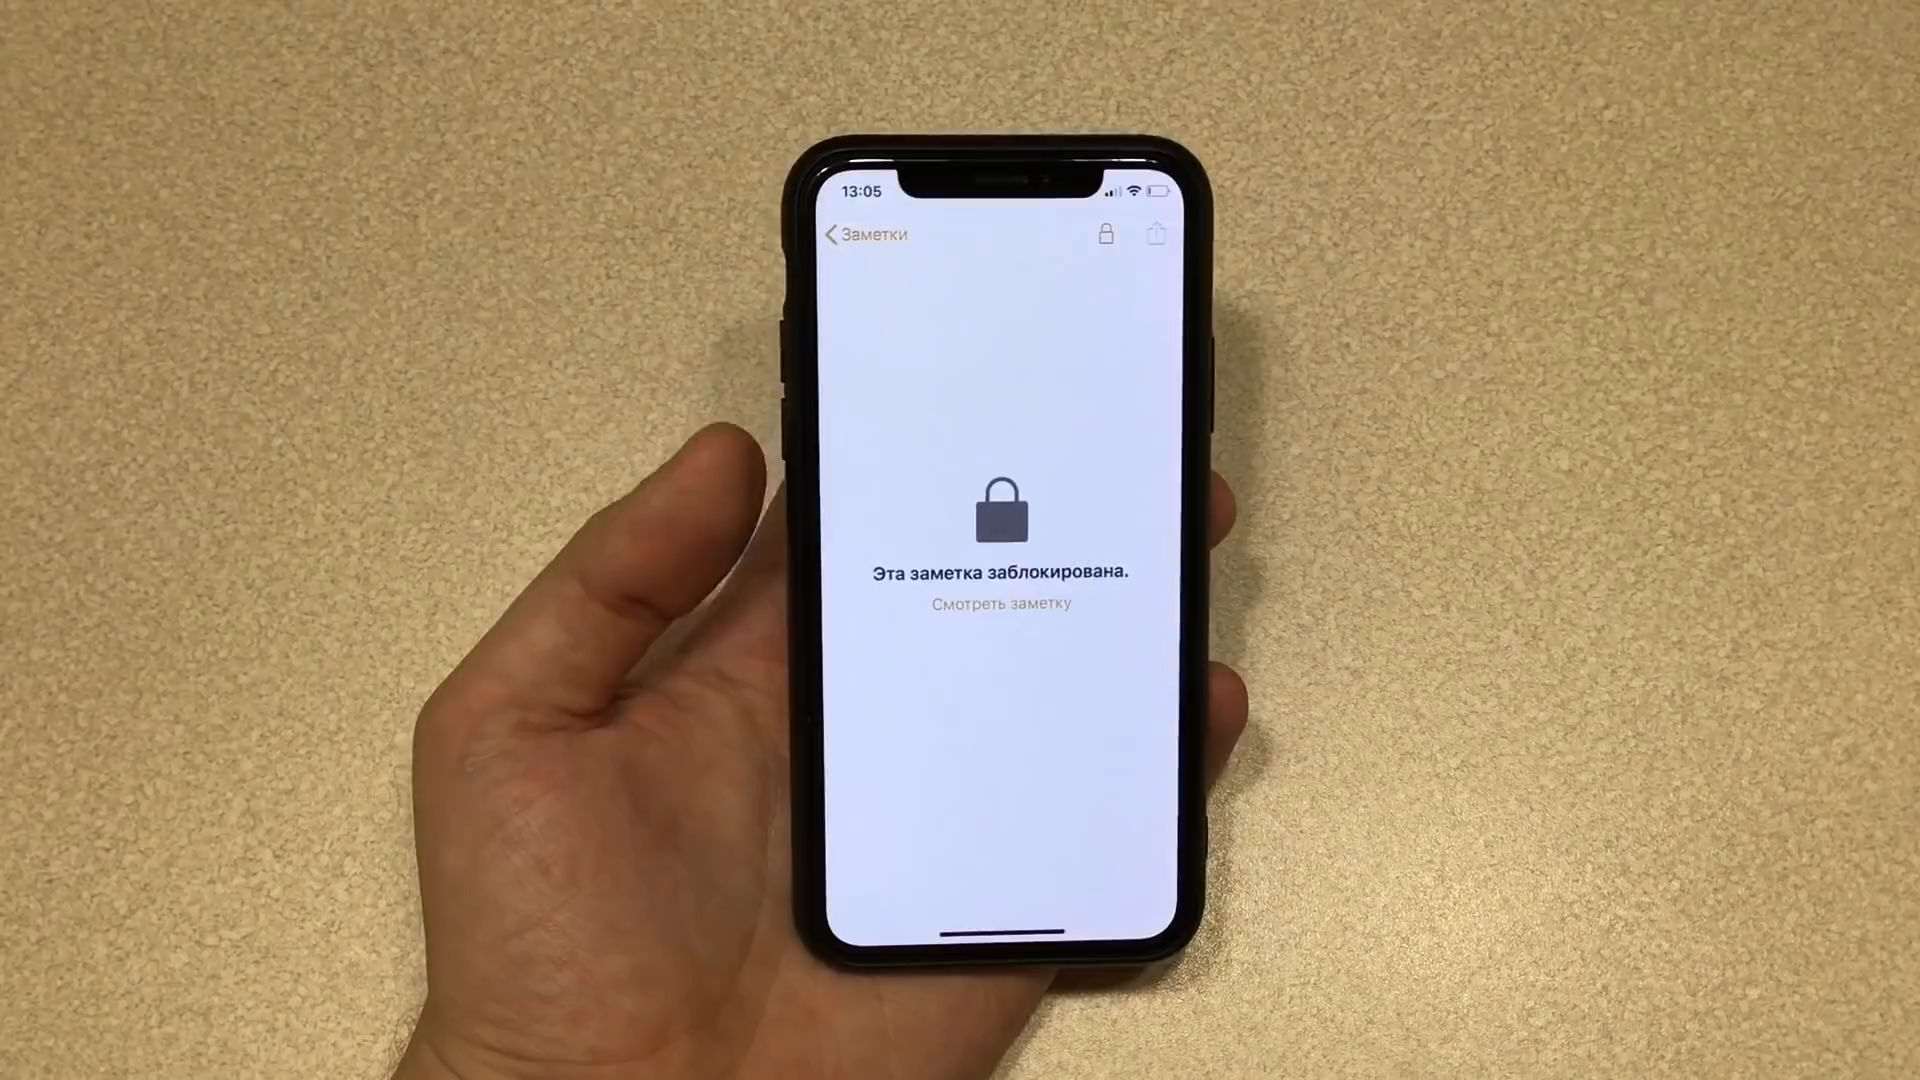 13:05
Заметки
Эта заметка заблокирована.
Смотреть заметку